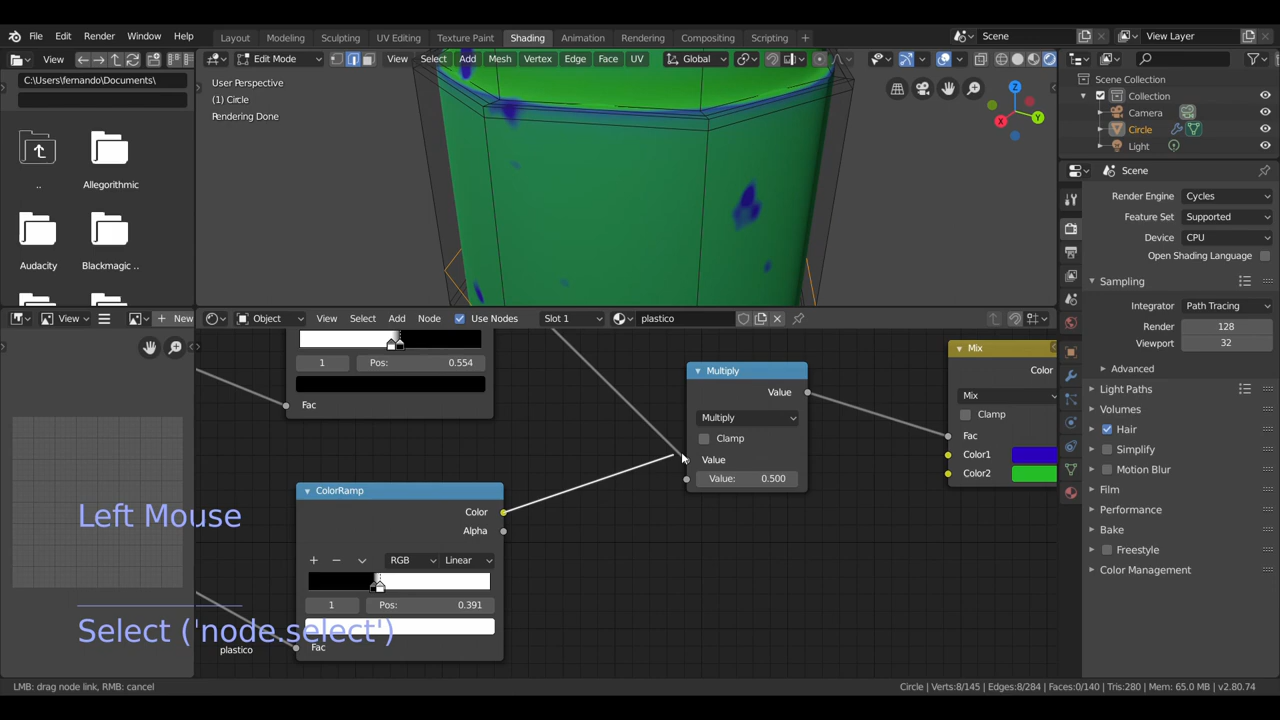 File Edit Render Window Help
Layout Modeling Sculpting UV Editing Texture Paint Shading Animation Rendering Compositing Scripting +
Scene
View Layer
View
Edit Mode
View Select Add Mesh Vertex Edge Face UV
Global
C:\Users\fernando\Documents\
..
Allegorithmic
Audacity
Blackmagic ..
User Perspective
(1) Circle
Rendering Done
Z
X
Y
Scene Collection
Collection
Camera
Circle
Light
Scene
Render Engine Cycles
Feature Set Supported
Device CPU
Open Shading Language
Sampling
Integrator Path Tracing
Render 128
Viewport 32
Advanced
Light Paths
Volumes
Hair
Simplify
Motion Blur
Film
Performance
Bake
Freestyle
Color Management
View
New
Object
View Select Add Node
Use Nodes
Slot 1
plastico
1 Pos: 0.554
Fac
Multiply
Value
Multiply
Clamp
Value
Value: 0.500
Mix
Color
Mix
Clamp
Fac
Color1
Color2
ColorRamp
Color
Alpha
RGB Linear
1 Pos: 0.391
Fac
Left Mouse
Select ('node.select')
plastico
LMB: drag node link, RMB: cancel
Circle | Verts:8/145 | Edges:8/284 | Faces:0/140 | Tris:280 | Mem: 65.0 MB | v2.80.74